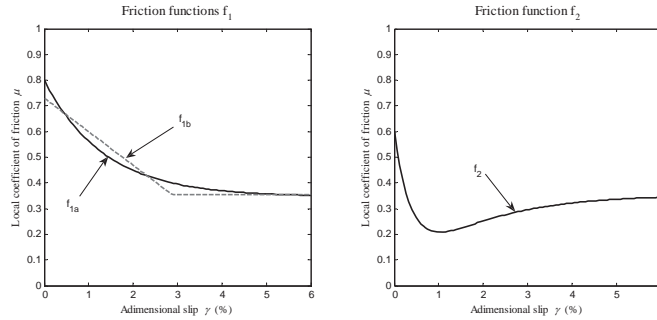 Friction functions f1
Local coefficient of friction μ
1
0.9
0.8
0.7
0.6
0.5
0.4
0.3
0.2
0.1
0
f1b
f1a
0 1 2 3 4 5 6
Adimensional slip γ (%)
Friction function f2
Local coefficient of friction μ
1
0.9
0.8
0.7
0.6
0.5
0.4
0.3
0.2
0.1
0
f2
0 1 2 3 4 5 6
Adimensional slip γ (%)